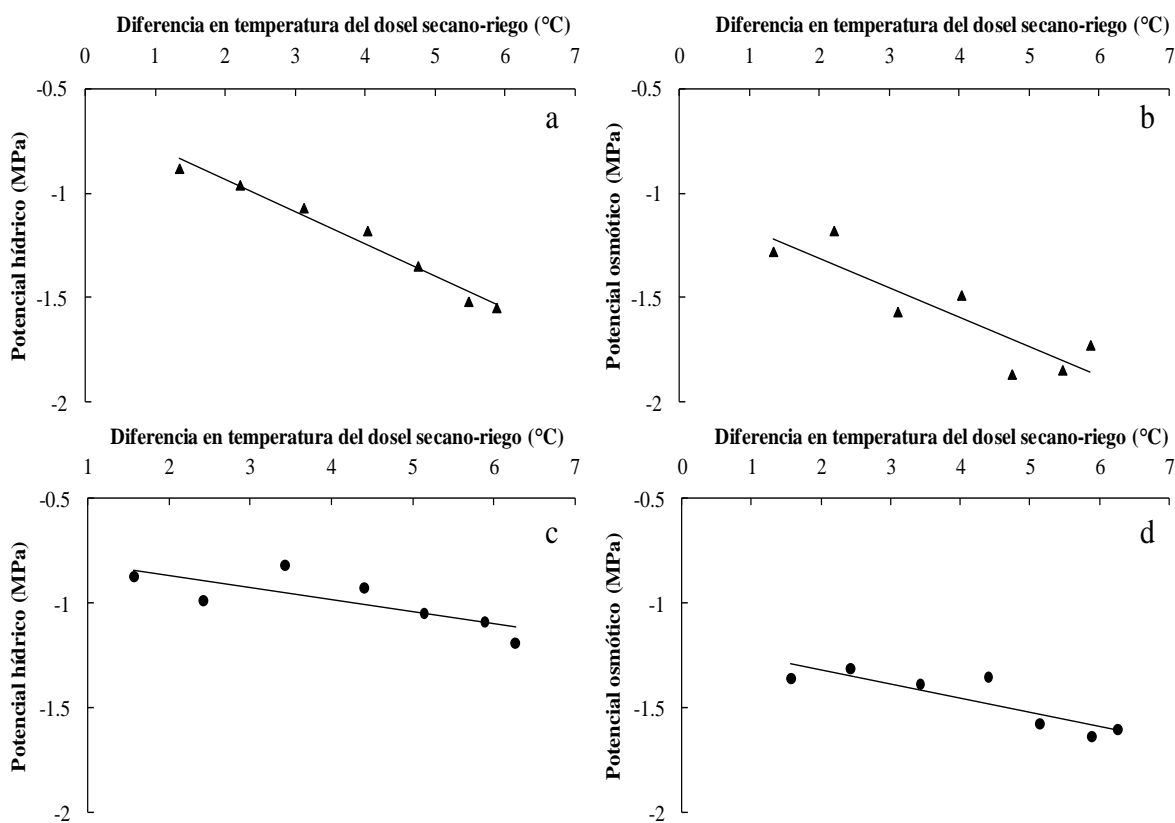 Diferencia en temperatura del dosel secano-riego (°C)
0 1 2 3 4 5 6 7
-0.5
-1
-1.5
-2
Potencial hídrico (MPa)
a
Diferencia en temperatura del dosel secano-riego (°C)
0 1 2 3 4 5 6 7
-0.5
-1
-1.5
-2
Potencial osmótico (MPa)
b
Diferencia en temperatura del dosel secano-riego (°C)
1 2 3 4 5 6 7
-0.5
-1
-1.5
-2
Potencial hídrico (MPa)
c
Diferencia en temperatura del dosel secano-riego (°C)
0 1 2 3 4 5 6 7
-0.5
-1
-1.5
-2
Potencial osmótico (MPa)
d